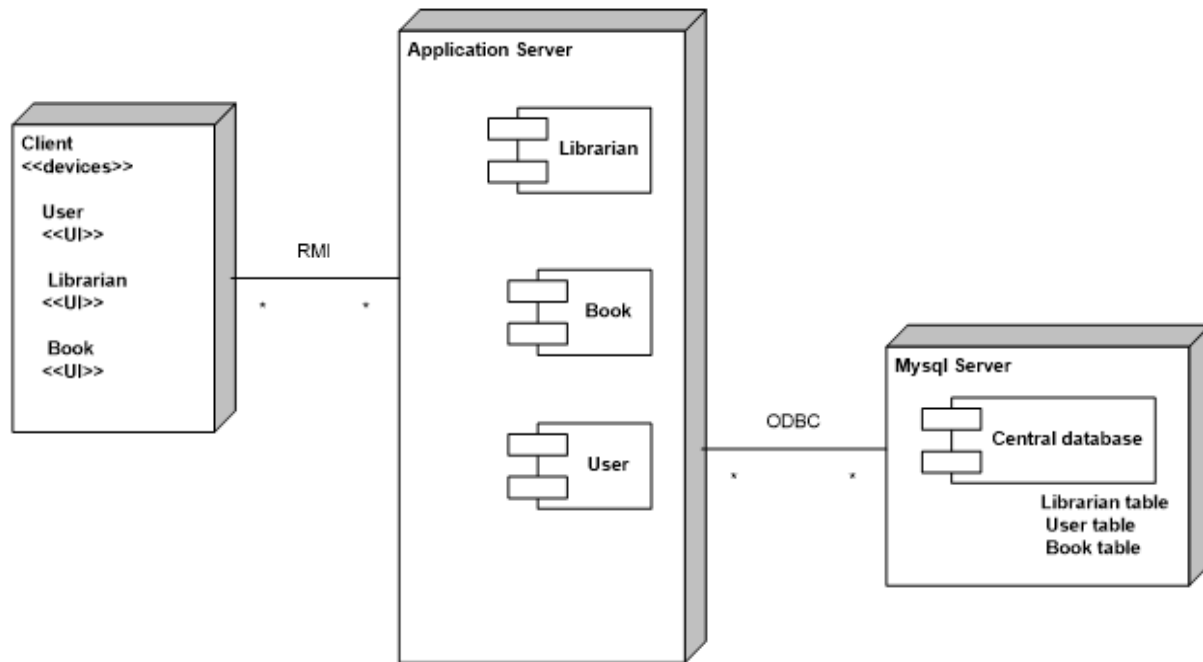 Client
<<devices>>
User
<<UI>>
Librarian
<<UI>>
Book
<<UI>>
RMI
*
*
Application Server
Librarian
Book
User
ODBC
*
*
Mysql Server
Central database
Librarian table
User table
Book table